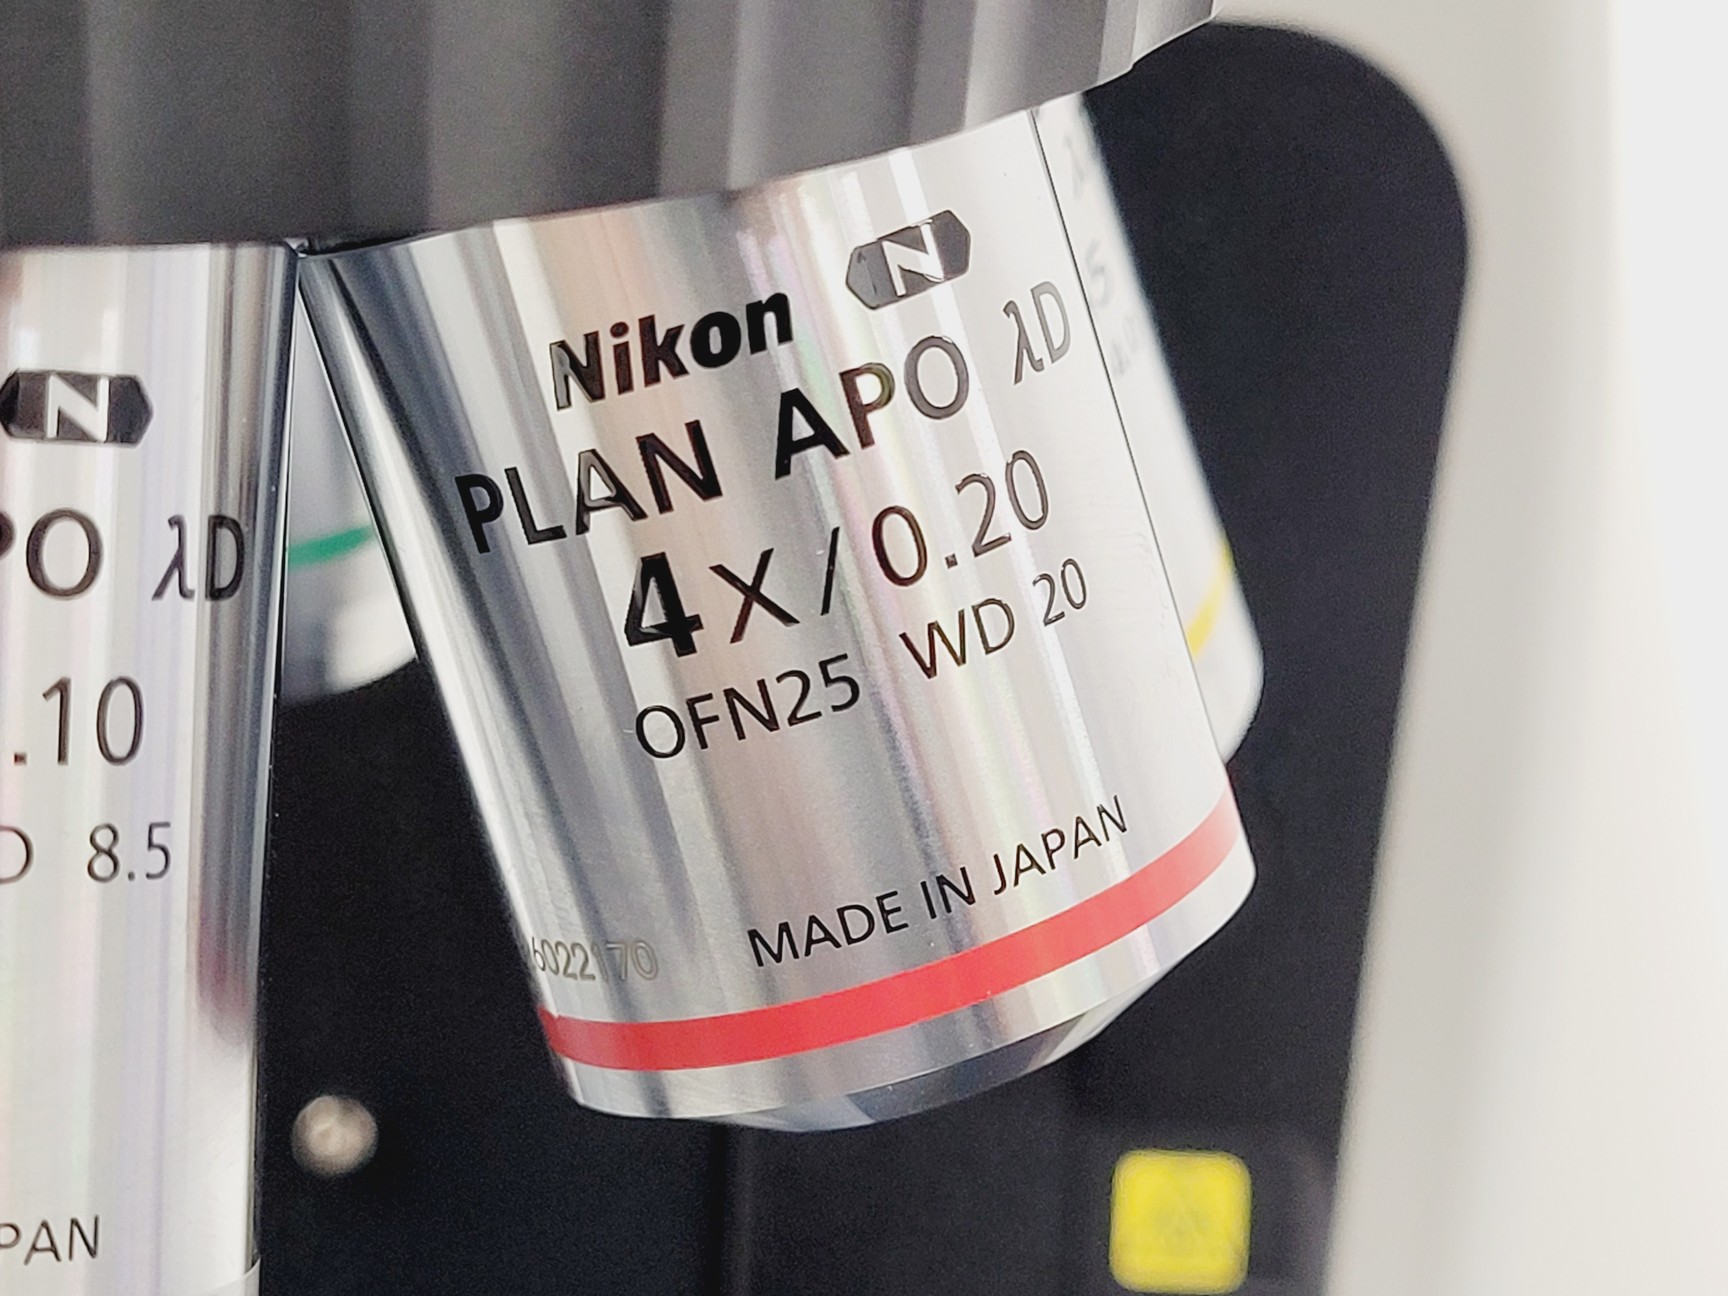 N
PO λD
.10
D 8.5
PAN
N
Nikon
PLAN APO λD
4x/0.20
OFN25 WD 20
6022170
MADE IN JAPAN